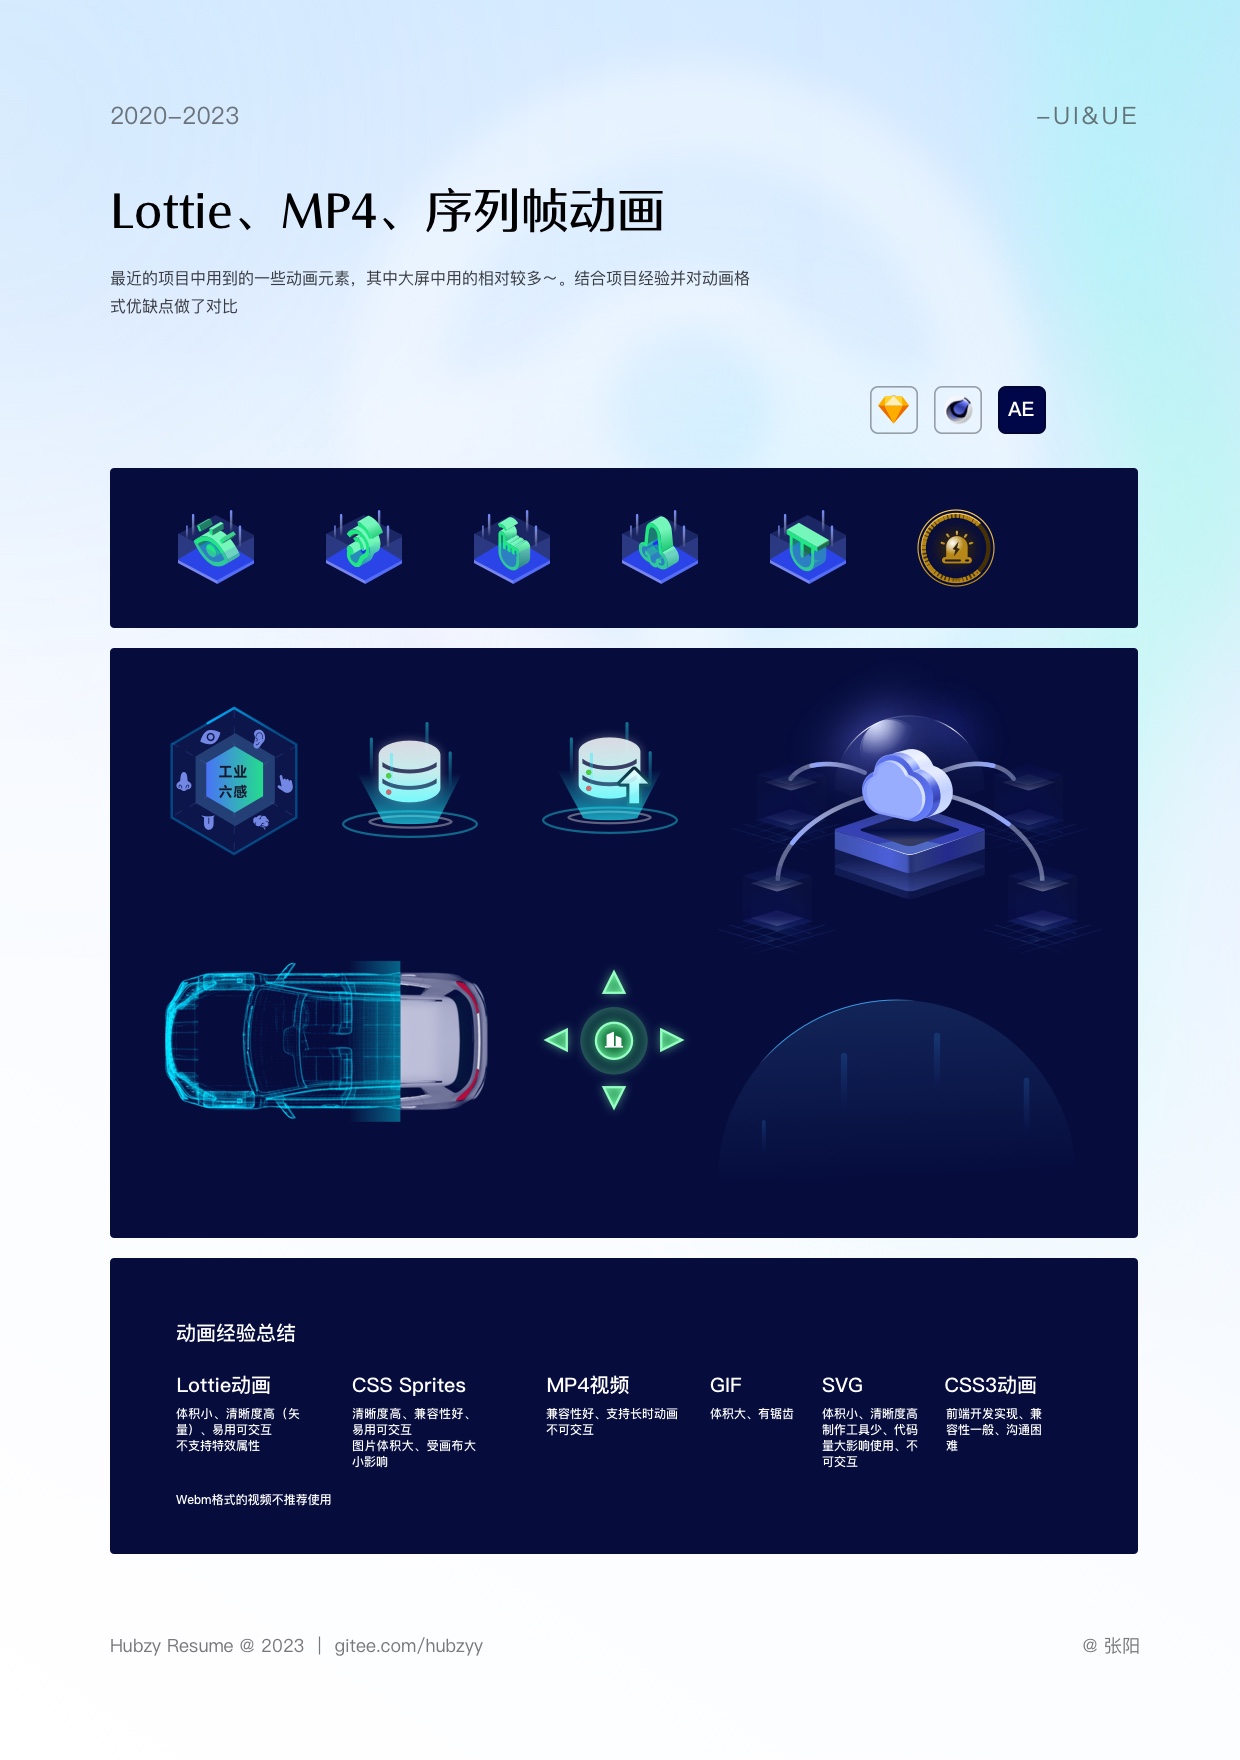 2020–2023
–UI&UE
Lottie、MP4、序列帧动画
最近的项目中用到的一些动画元素，其中大屏中用的相对较多～。结合项目经验并对动画格
式优缺点做了对比
AE
工业
六感
动画经验总结
Lottie动画
体积小、清晰度高（矢
量）、易用可交互
不支持特效属性
CSS Sprites
清晰度高、兼容性好、
易用可交互
图片体积大、受画布大
小影响
MP4视频
兼容性好、支持长时动画
不可交互
GIF
体积大、有锯齿
SVG
体积小、清晰度高
制作工具少、代码
量大影响使用、不
可交互
CSS3动画
前端开发实现、兼
容性一般、沟通困
难
Webm格式的视频不推荐使用
Hubzy Resume @ 2023 | gitee.com/hubzyy
@ 张阳